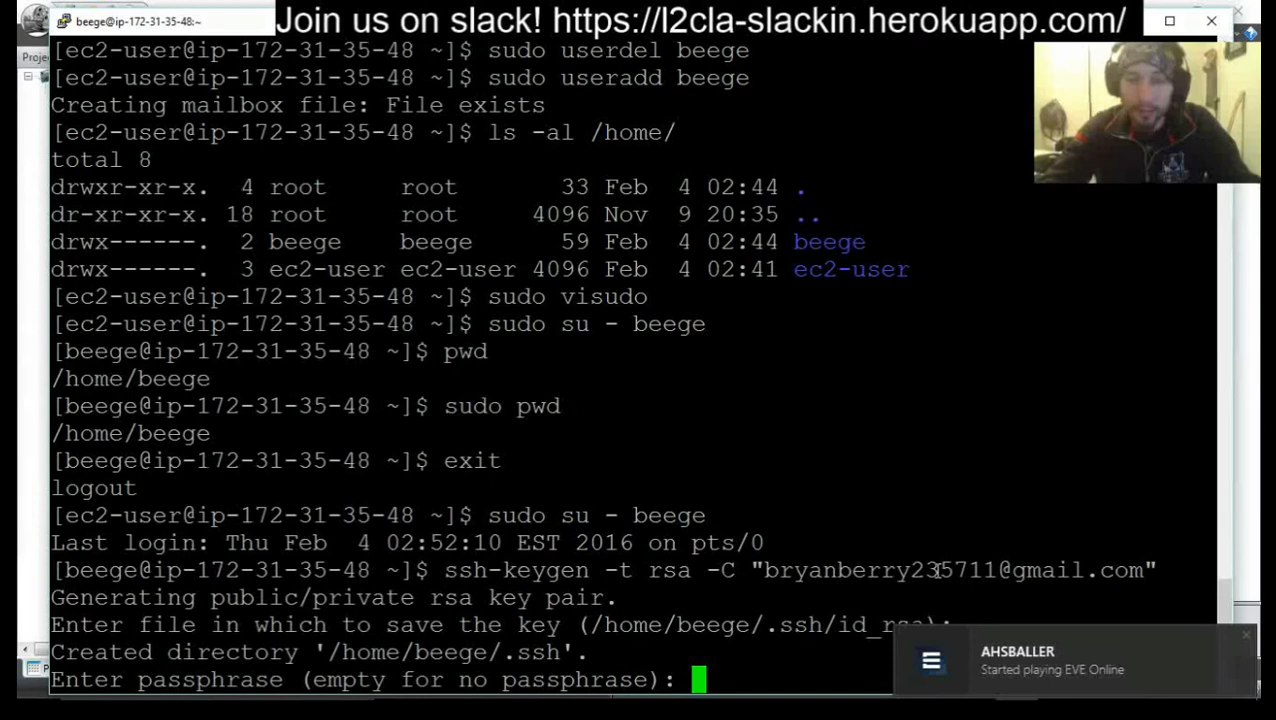 beege@ip-172-31-35-48:~
Join us on slack! https://l2cla-slackin.herokuapp.com/
Projec
[ec2-user@ip-172-31-35-48 ~]$ sudo userdel beege
[ec2-user@ip-172-31-35-48 ~]$ sudo useradd beege
Creating mailbox file: File exists
[ec2-user@ip-172-31-35-48 ~]$ ls -al /home/
total 8
drwxr-xr-x. 4 root root 33 Feb 4 02:44 .
dr-xr-xr-x. 18 root root 4096 Nov 9 20:35 ..
drwx------. 2 beege beege 59 Feb 4 02:44 beege
drwx------. 3 ec2-user ec2-user 4096 Feb 4 02:41 ec2-user
[ec2-user@ip-172-31-35-48 ~]$ sudo visudo
[ec2-user@ip-172-31-35-48 ~]$ sudo su - beege
[beege@ip-172-31-35-48 ~]$ pwd
/home/beege
[beege@ip-172-31-35-48 ~]$ sudo pwd
/home/beege
[beege@ip-172-31-35-48 ~]$ exit
logout
[ec2-user@ip-172-31-35-48 ~]$ sudo su - beege
Last login: Thu Feb 4 02:52:10 EST 2016 on pts/0
[beege@ip-172-31-35-48 ~]$ ssh-keygen -t rsa -C "bryanberry235711@gmail.com"
Generating public/private rsa key pair.
Enter file in which to save the key (/home/beege/.ssh/id_rsa):
Created directory '/home/beege/.ssh'.
Enter passphrase (empty for no passphrase):
AHSBALLER
Started playing EVE Online